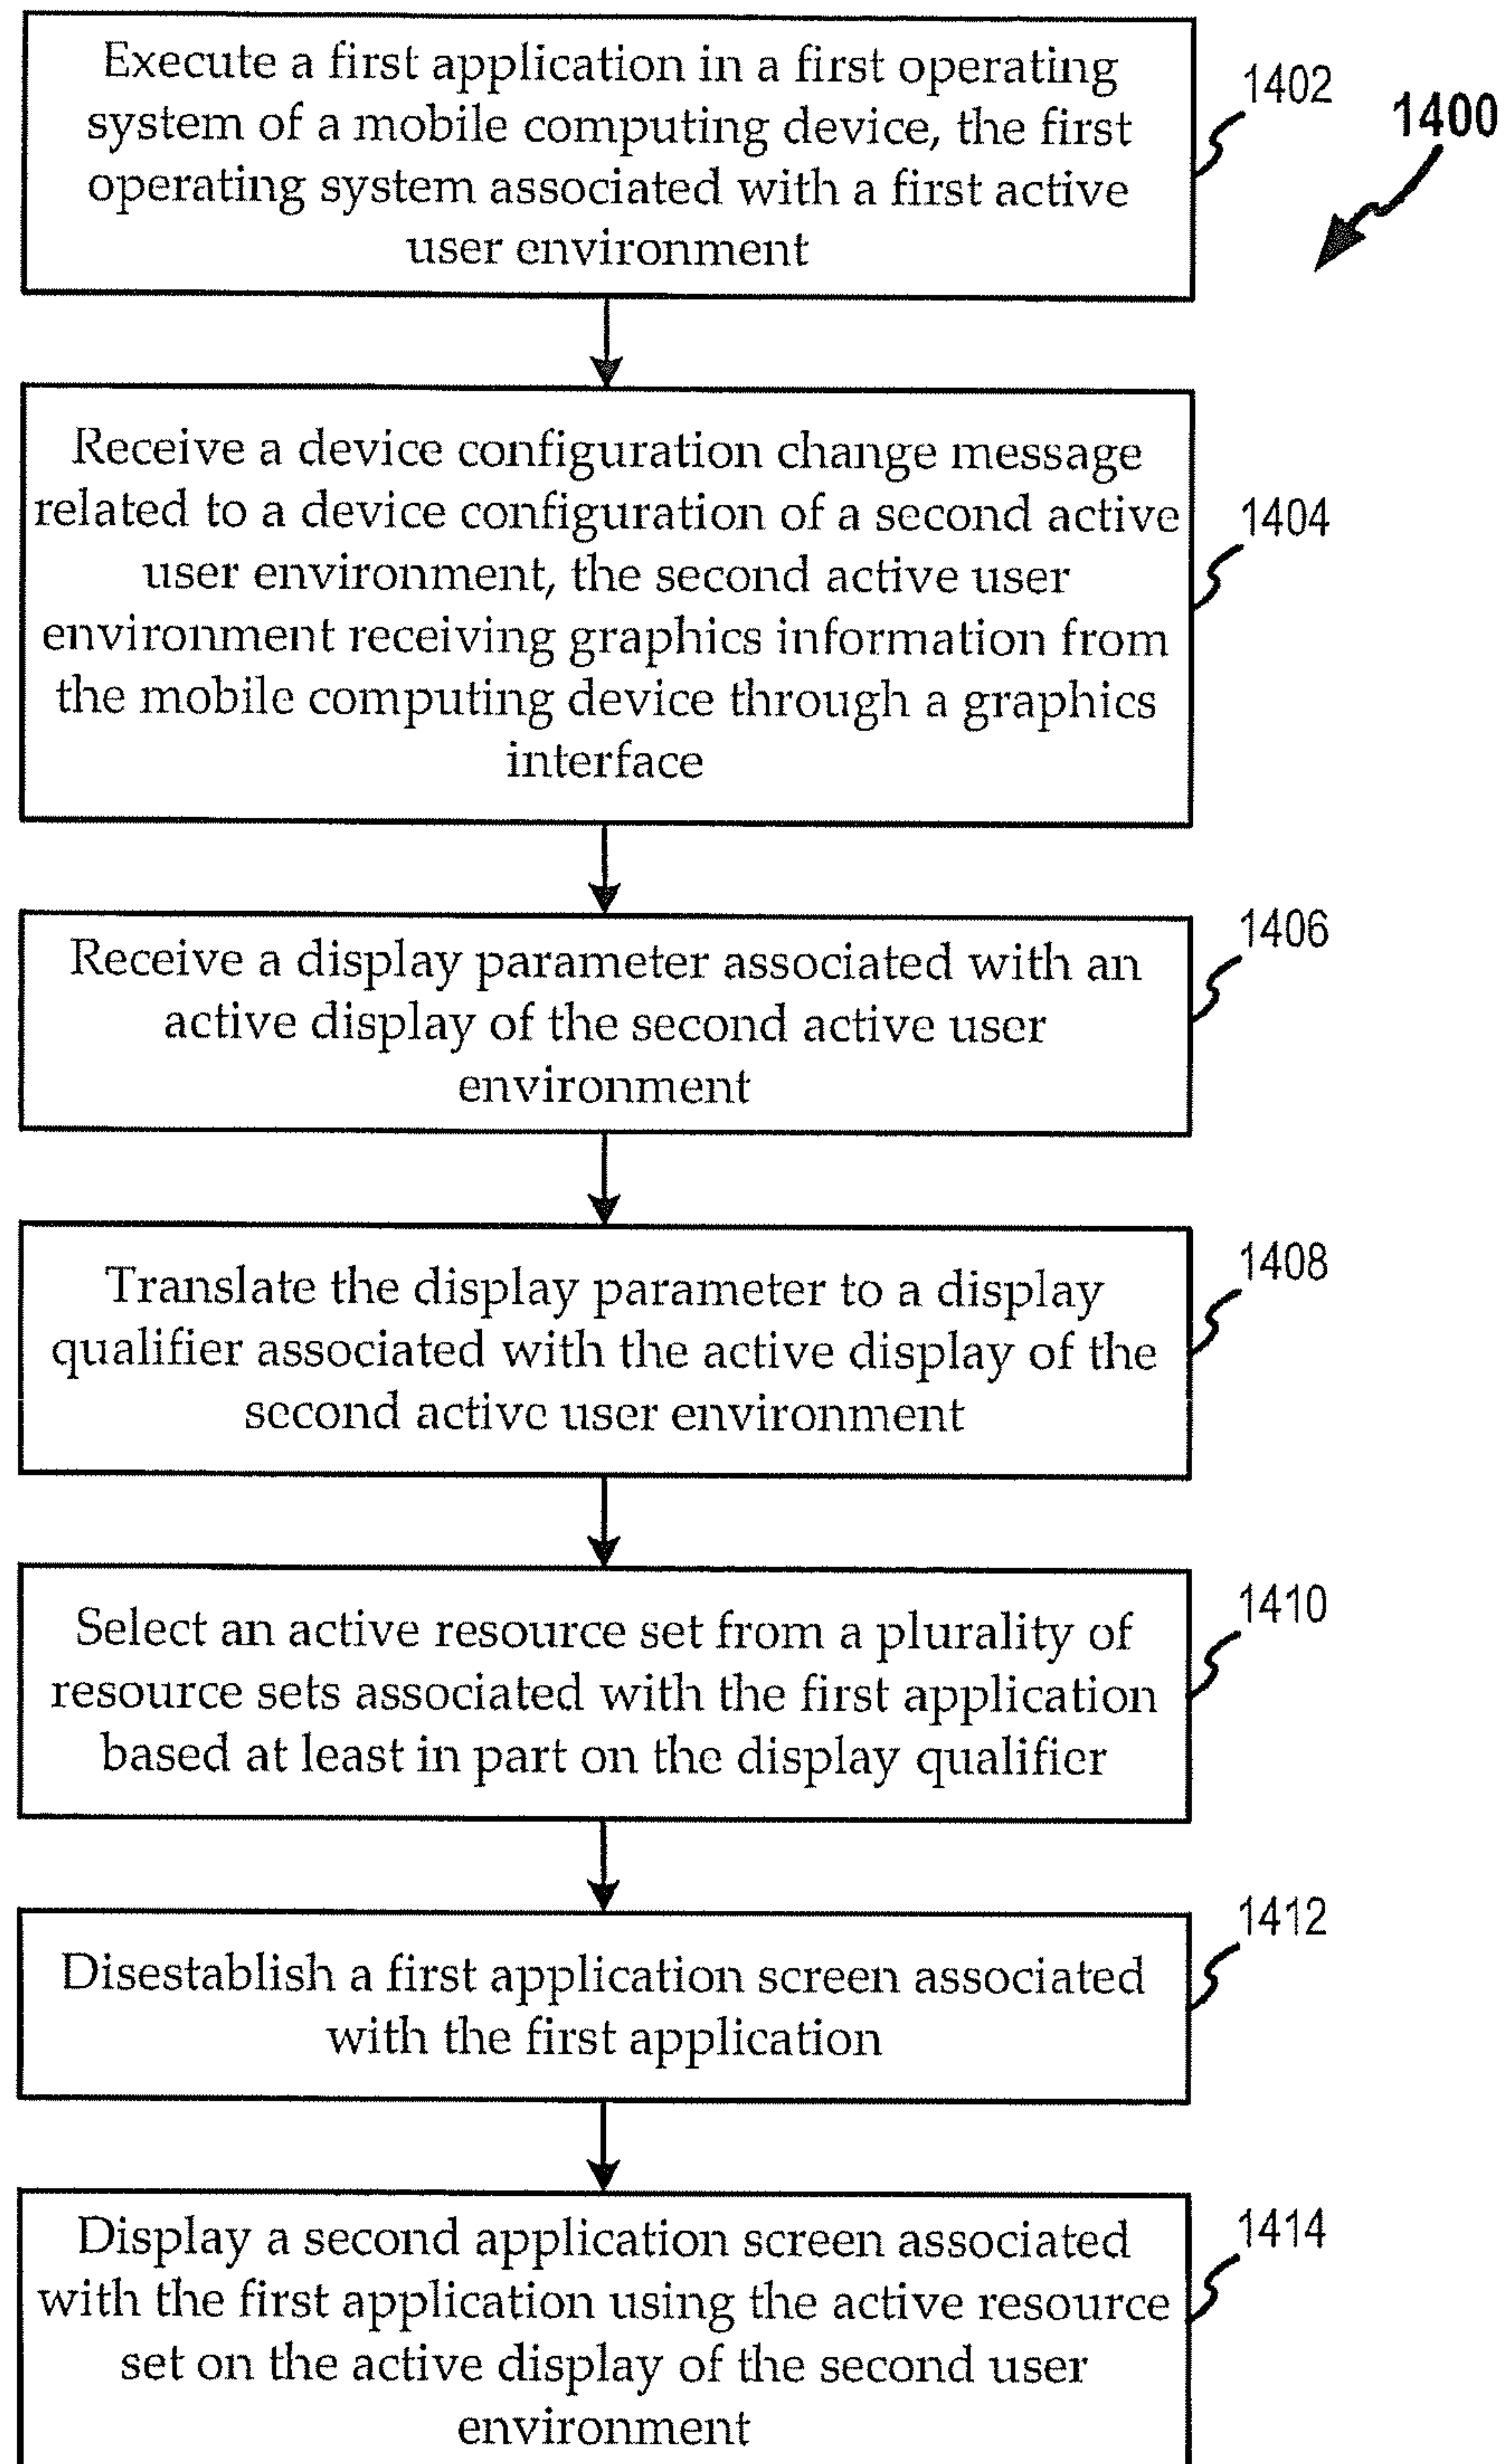 Execute a first application in a first operating
system of a mobile computing device, the first
operating system associated with a first active
user environment
1402
1400
Receive a device configuration change message
related to a device configuration of a second active
user environment, the second active user
environment receiving graphics information from
the mobile computing device through a graphics
interface
1404
Receive a display parameter associated with an
active display of the second active user
environment
1406
Translate the display parameter to a display
qualifier associated with the active display of the
second active user environment
1408
Select an active resource set from a plurality of
resource sets associated with the first application
based at least in part on the display qualifier
1410
Disestablish a first application screen associated
with the first application
1412
Display a second application screen associated
with the first application using the active resource
set on the active display of the second user
environment
1414